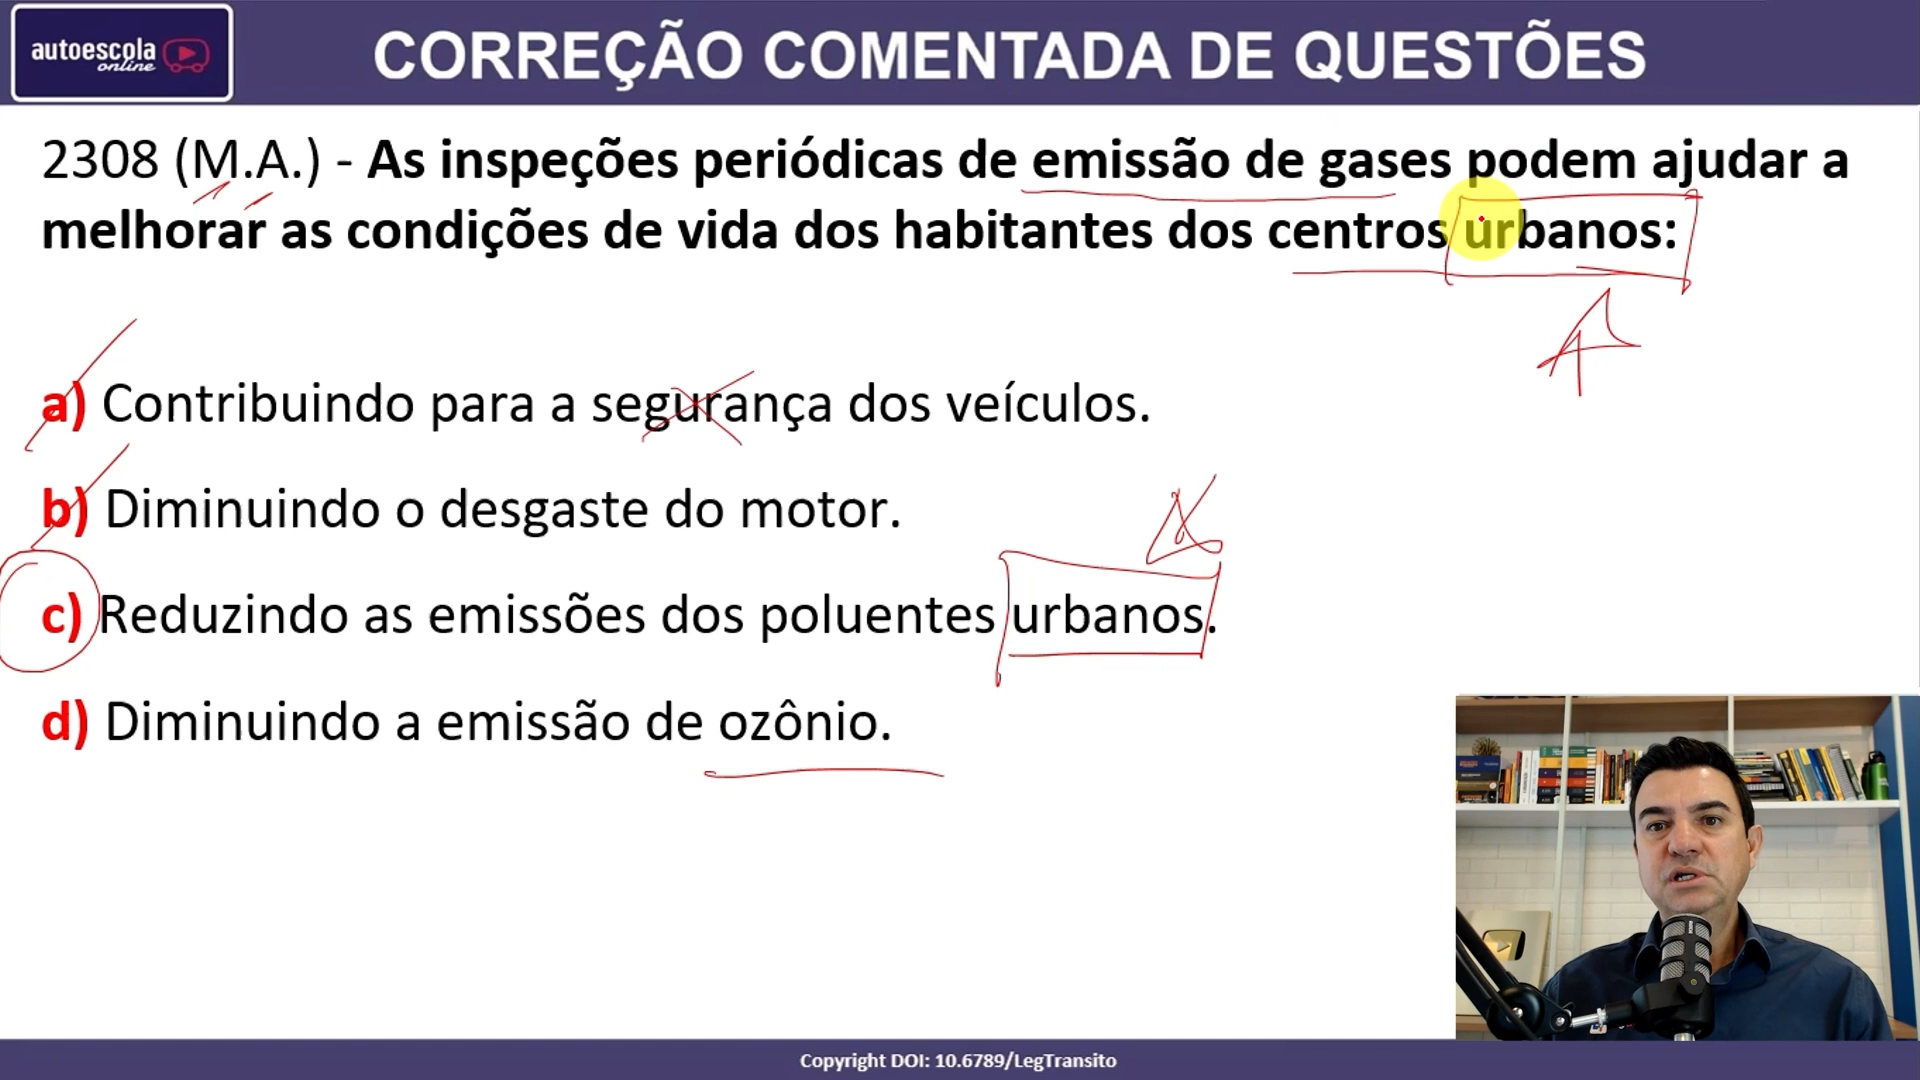 autoescola
online
CORREÇÃO COMENTADA DE QUESTÕES
2308 (M.A.) - As inspeções periódicas de emissão de gases podem ajudar a
melhorar as condições de vida dos habitantes dos centros urbanos:
a) Contribuindo para a segurança dos veículos.
b) Diminuindo o desgaste do motor.
c) Reduzindo as emissões dos poluentes urbanos.
d) Diminuindo a emissão de ozônio.
Copyright DOI: 10.6789/LegTransito